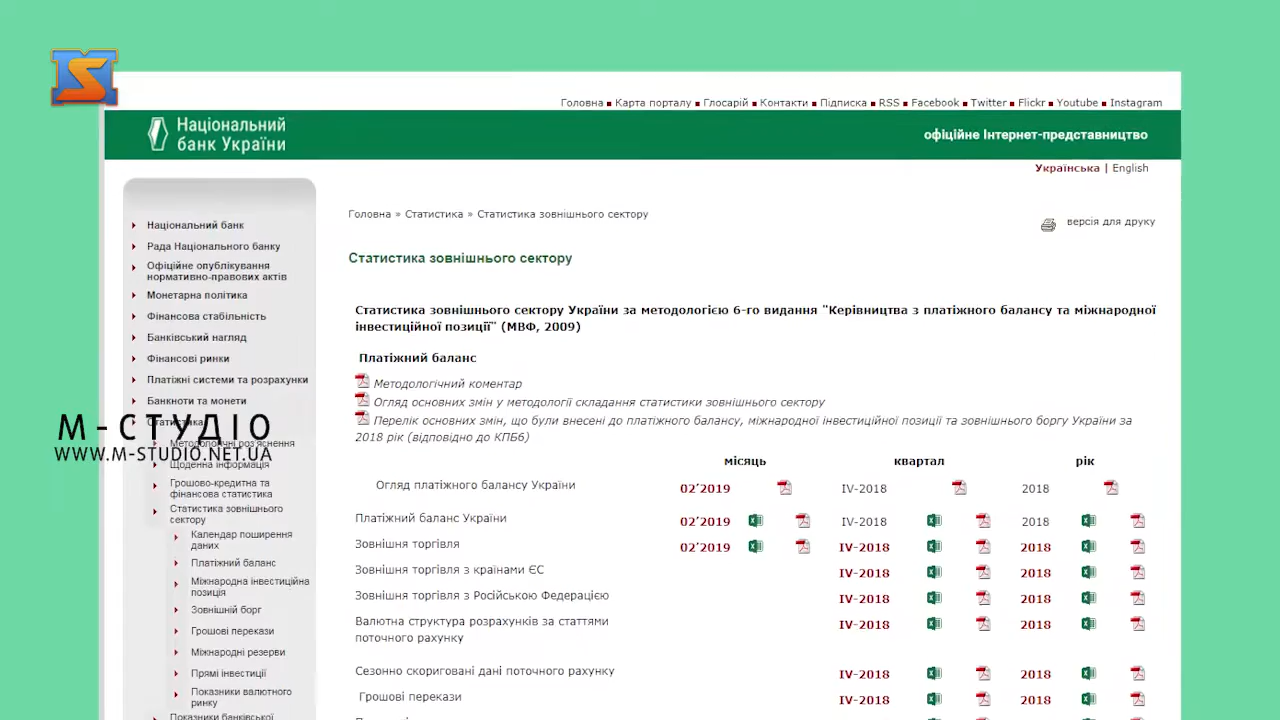 Головна ■ Карта порталу ■ Глосарій ■ Контакти ■ Підписка ■ RSS ■ Facebook ■ Twitter ■ Flickr ■ Youtube ■ Instagram
Національний
банк України
офіційне Інтернет-представництво
Українська | English
Національний банк
Рада Національного банку
Офіційне опублікування
нормативно-правових актів
Монетарна політика
Фінансова стабільність
Банківський нагляд
Фінансові ринки
Платіжні системи та розрахунки
Банкноти та монети
Статистика
Методологічні роз'яснення
Щоденна інформація
Грошово-кредитна та
фінансова статистика
Статистика зовнішнього
сектору
Календар поширення
даних
Платіжний баланс
Міжнародна інвестиційна
позиція
Зовнішній борг
Грошові перекази
Міжнародні резерви
Прямі інвестиції
Показники валютного
ринку
Показники банківської
М-СТУДІО
WWW.M-STUDIO.NET.UA
Головна » Статистика » Статистика зовнішнього сектору
версія для друку
Статистика зовнішнього сектору
Статистика зовнішнього сектору України за методологією 6-го видання "Керівництва з платіжного балансу та міжнародної
інвестиційної позиції" (МВФ, 2009)
Платіжний баланс
Методологічний коментар
Огляд основних змін у методології складання статистики зовнішнього сектору
Перелік основних змін, що були внесені до платіжного балансу, міжнародної інвестиційної позиції та зовнішнього боргу України за
2018 рік (відповідно до КПБ6)
місяць квартал рік
Огляд платіжного балансу України 02'2019 IV-2018 2018
Платіжний баланс України 02'2019 IV-2018 2018
Зовнішня торгівля 02'2019 IV-2018 2018
Зовнішня торгівля з країнами ЄС IV-2018 2018
Зовнішня торгівля з Російською Федерацією IV-2018 2018
Валютна структура розрахунків за статтями
поточного рахунку IV-2018 2018
Сезонно скориговані дані поточного рахунку IV-2018 2018
Грошові перекази IV-2018 2018